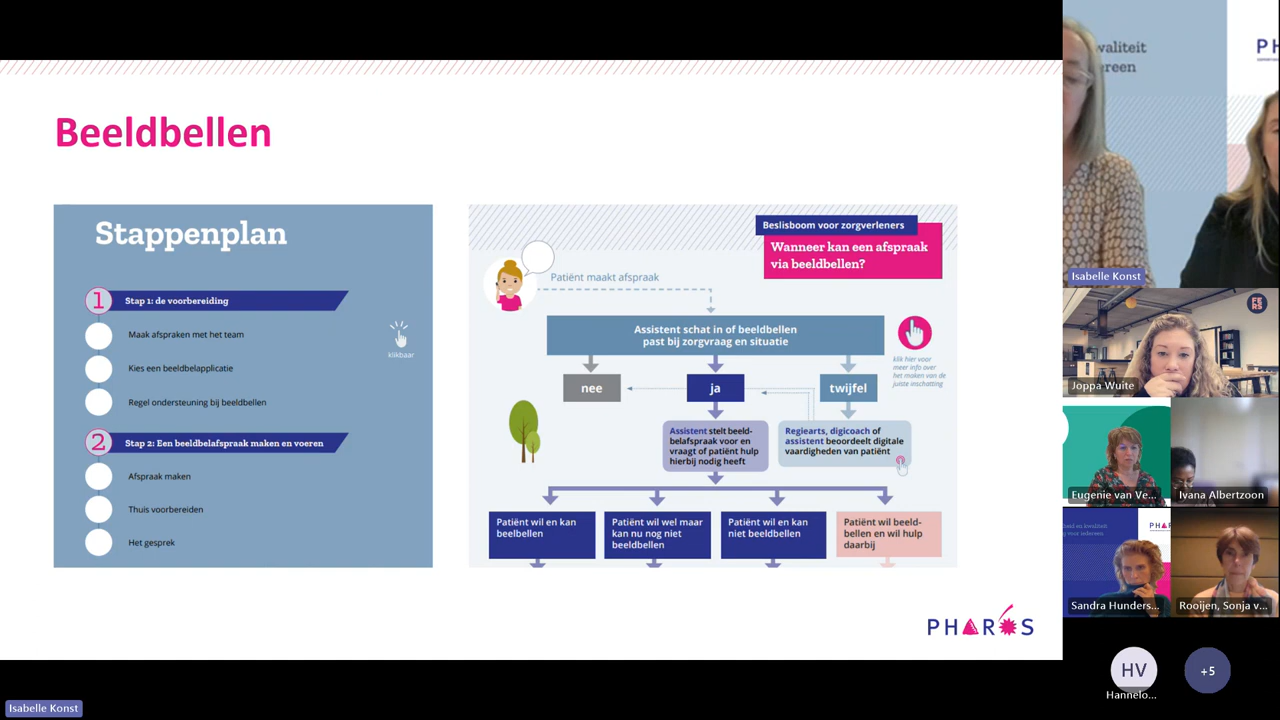 Beeldbellen
Stappenplan
1
Stap 1: de voorbereiding
Maak afspraken met het team
Kies een beeldbelapplicatie
Regel ondersteuning bij beeldbellen
klikbaar
2
Stap 2: Een beeldbelafspraak maken en voeren
Afspraak maken
Thuis voorbereiden
Het gesprek
Beslisboom voor zorgverleners
Wanneer kan een afspraak
via beeldbellen?
Patiënt maakt afspraak
Assistent schat in of beeldbellen
past bij zorgvraag en situatie
klik hier voor
meer info over
het maken van de
juiste inschatting
nee
ja
twijfel
Assistent stelt beeld-
belafspraak voor en
vraagt of patiënt hulp
hierbij nodig heeft
Regiearts, digicoach of
assistent beoordeelt digitale
vaardigheden van patiënt
Patiënt wil en kan
beelbellen
Patiënt wil wel maar
kan nu nog niet
beeldbellen
Patiënt wil en kan
niet beeldbellen
Patiënt wil beeld-
bellen en wil hulp
daarbij
PHAROS
Isabelle Konst
valiteit
reen
PH
Isabelle Konst
FE
RS
Joppa Wuite
Eugenie van Ve...
Ivana Albertzoon
Sandra Hunders...
Rooijen, Sonja v...
HV
Hannelo...
+5